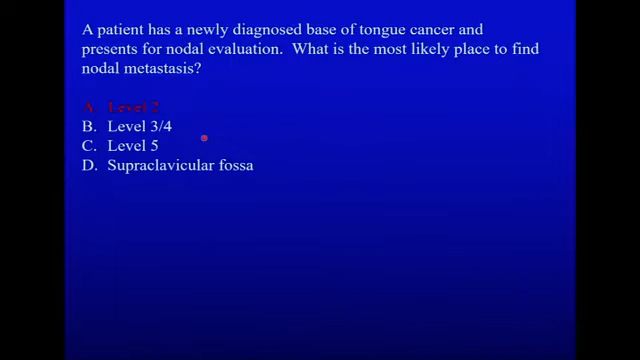 A patient has a newly diagnosed base of tongue cancer and
presents for nodal evaluation. What is the most likely place to find
nodal metastasis?
A. Level 2
B. Level 3/4
C. Level 5
D. Supraclavicular fossa